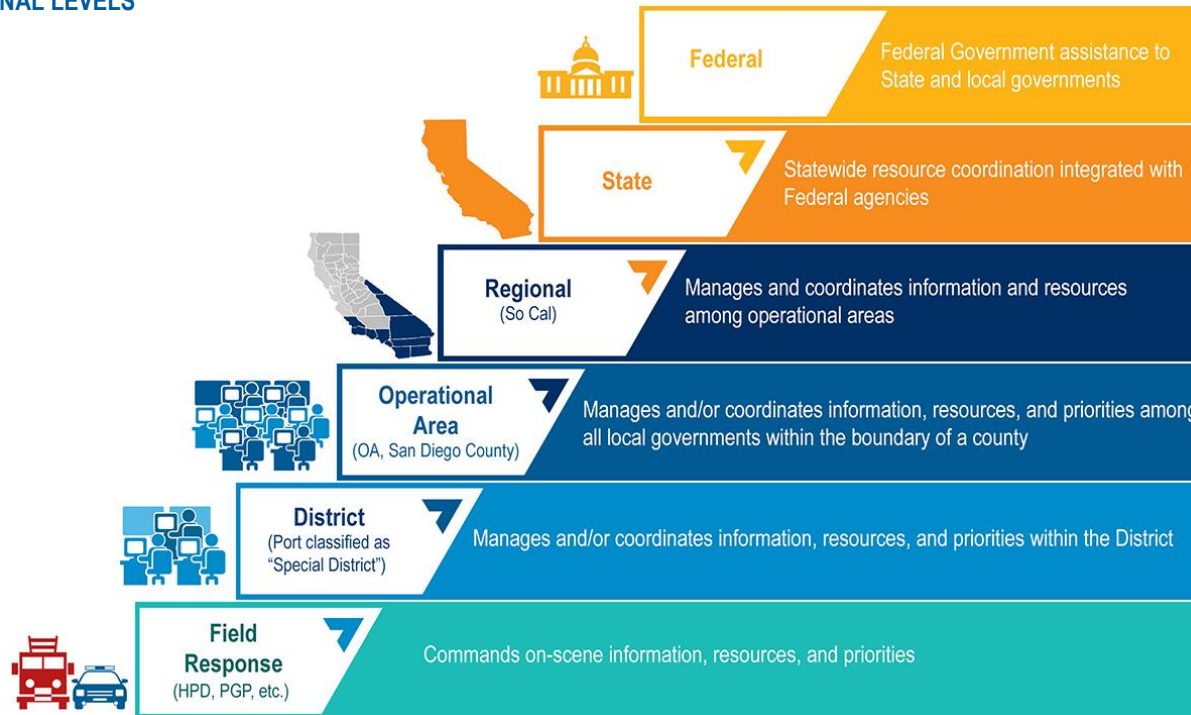 NAL LEVELS
Federal
Federal Government assistance to
State and local governments
State
Statewide resource coordination integrated with
Federal agencies
Regional
(So Cal)
Manages and coordinates information and resources
among operational areas
Operational
Area
(OA, San Diego County)
Manages and/or coordinates information, resources, and priorities among
all local governments within the boundary of a county
District
(Port classified as
“Special District”)
Manages and/or coordinates information, resources, and priorities within the District
Field
Response
(HPD, PGP, etc.)
Commands on-scene information, resources, and priorities